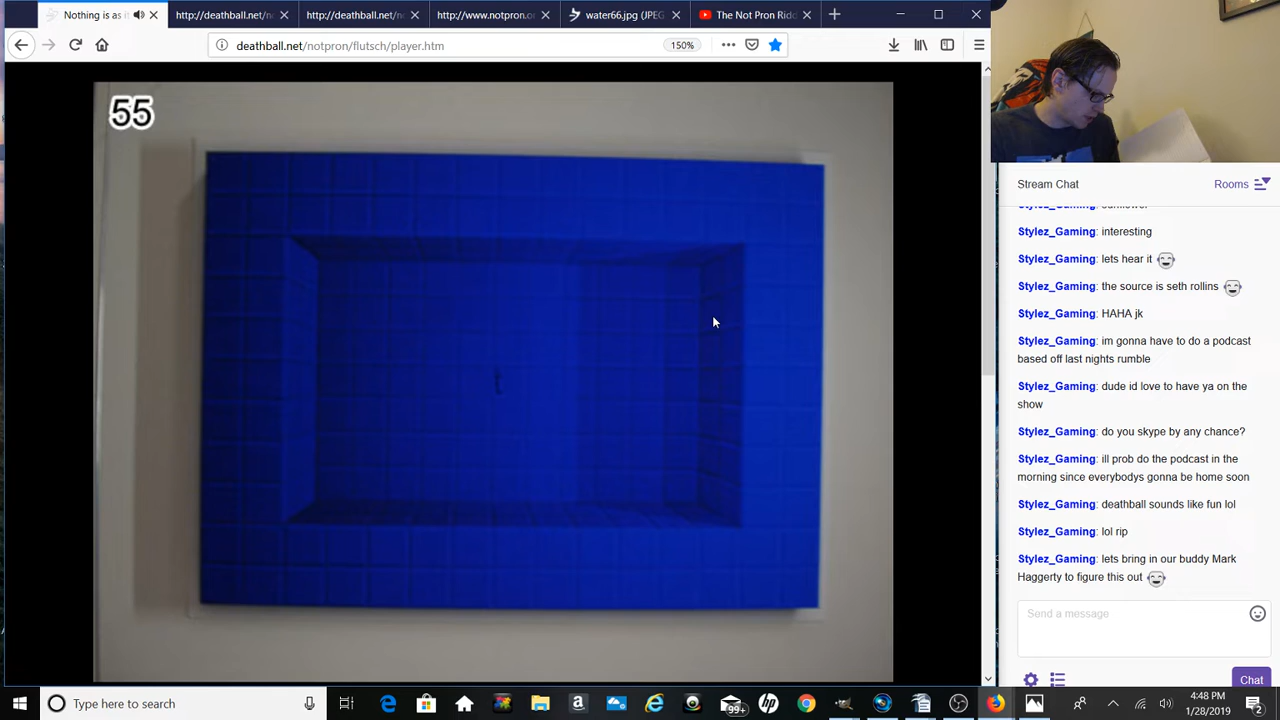 Nothing is as i
http://deathball.net/n
http://deathball.net/n
http://www.notpron.or
water66.jpg (JPEG
The Not Pron Ridd
deathball.net/notpron/flutsch/player.htm
150%
55
t
Stream Chat
Rooms
Stylez_Gaming: interesting
Stylez_Gaming: lets hear it
Stylez_Gaming: the source is seth rollins
Stylez_Gaming: HAHA jk
Stylez_Gaming: im gonna have to do a podcast
based off last nights rumble
Stylez_Gaming: dude id love to have ya on the
show
Stylez_Gaming: do you skype by any chance?
Stylez_Gaming: ill prob do the podcast in the
morning since everybodys gonna be home soon
Stylez_Gaming: deathball sounds like fun lol
Stylez_Gaming: lol rip
Stylez_Gaming: lets bring in our buddy Mark
Haggerty to figure this out
Send a message
Chat
Type here to search
99+
4:48 PM
1/28/2019
2